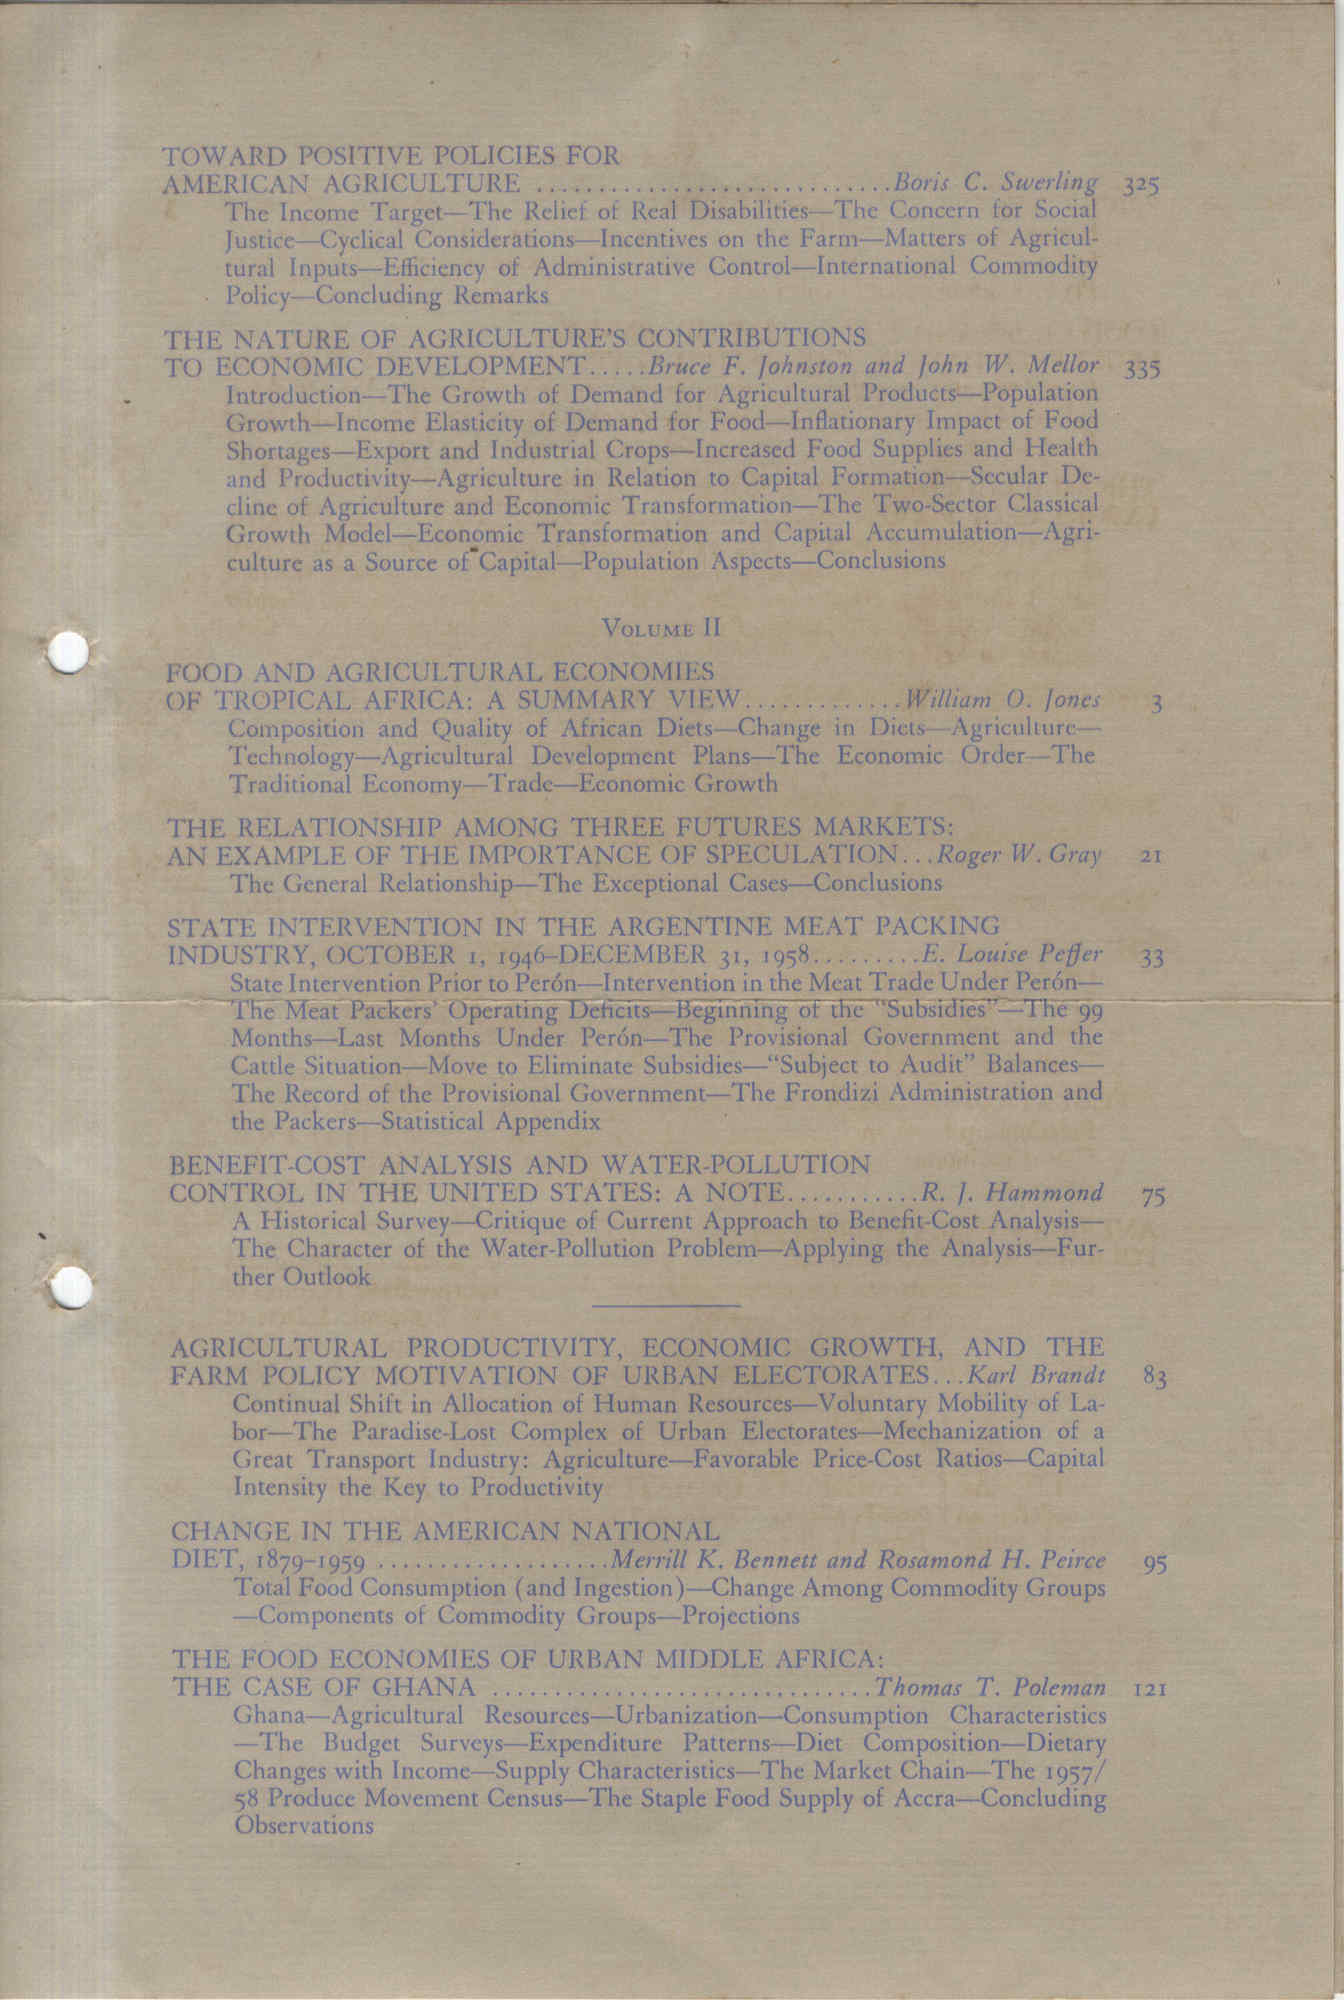 TOWARD POSITIVE POLICIES FOR
AMERICAN AGRICULTURE ............................. Boris C. Swerling 325
The Income Target—The Relief of Real Disabilities—The Concern for Social
Justice—Cyclical Considerations—Incentives on the Farm—Matters of Agricul-
tural Inputs—Efficiency of Administrative Control—International Commodity
Policy—Concluding Remarks
THE NATURE OF AGRICULTURE'S CONTRIBUTIONS
TO ECONOMIC DEVELOPMENT.....Bruce F. Johnston and John W. Mellor 335
Introduction—The Growth of Demand for Agricultural Products—Population
Growth—Income Elasticity of Demand for Food—Inflationary Impact of Food
Shortages—Export and Industrial Crops—Increased Food Supplies and Health
and Productivity—Agriculture in Relation to Capital Formation—Secular De-
cline of Agriculture and Economic Transformation—The Two-Sector Classical
Growth Model—Economic Transformation and Capital Accumulation—Agri-
culture as a Source of Capital—Population Aspects—Conclusions
VOLUME II
FOOD AND AGRICULTURAL ECONOMIES
OF TROPICAL AFRICA: A SUMMARY VIEW.............William O. Jones 3
Composition and Quality of African Diets—Change in Diets—Agriculture—
Technology—Agricultural Development Plans—The Economic Order—The
Traditional Economy—Trade—Economic Growth
THE RELATIONSHIP AMONG THREE FUTURES MARKETS:
AN EXAMPLE OF THE IMPORTANCE OF SPECULATION...Roger W. Gray 21
The General Relationship—The Exceptional Cases—Conclusions
STATE INTERVENTION IN THE ARGENTINE MEAT PACKING
INDUSTRY, OCTOBER 1, 1946–DECEMBER 31, 1958.........E. Louise Peffer 33
State Intervention Prior to Perón—Intervention in the Meat Trade Under Perón—
The Meat Packers' Operating Deficits—Beginning of the "Subsidies"—The 99
Months—Last Months Under Perón—The Provisional Government and the
Cattle Situation—Move to Eliminate Subsidies—"Subject to Audit" Balances—
The Record of the Provisional Government—The Frondizi Administration and
the Packers—Statistical Appendix
BENEFIT-COST ANALYSIS AND WATER-POLLUTION
CONTROL IN THE UNITED STATES: A NOTE...........R. J. Hammond 75
A Historical Survey—Critique of Current Approach to Benefit-Cost Analysis—
The Character of the Water-Pollution Problem—Applying the Analysis—Fur-
ther Outlook
AGRICULTURAL PRODUCTIVITY, ECONOMIC GROWTH, AND THE
FARM POLICY MOTIVATION OF URBAN ELECTORATES...Karl Brandt 83
Continual Shift in Allocation of Human Resources—Voluntary Mobility of La-
bor—The Paradise-Lost Complex of Urban Electorates—Mechanization of a
Great Transport Industry: Agriculture—Favorable Price-Cost Ratios—Capital
Intensity the Key to Productivity
CHANGE IN THE AMERICAN NATIONAL
DIET, 1879–1959 ...................Merrill K. Bennett and Rosamond H. Peirce 95
Total Food Consumption (and Ingestion)—Change Among Commodity Groups
—Components of Commodity Groups—Projections
THE FOOD ECONOMIES OF URBAN MIDDLE AFRICA:
THE CASE OF GHANA ...............................Thomas T. Poleman 121
Ghana—Agricultural Resources—Urbanization—Consumption Characteristics
—The Budget Surveys—Expenditure Patterns—Diet Composition—Dietary
Changes with Income—Supply Characteristics—The Market Chain—The 1957/
58 Produce Movement Census—The Staple Food Supply of Accra—Concluding
Observations